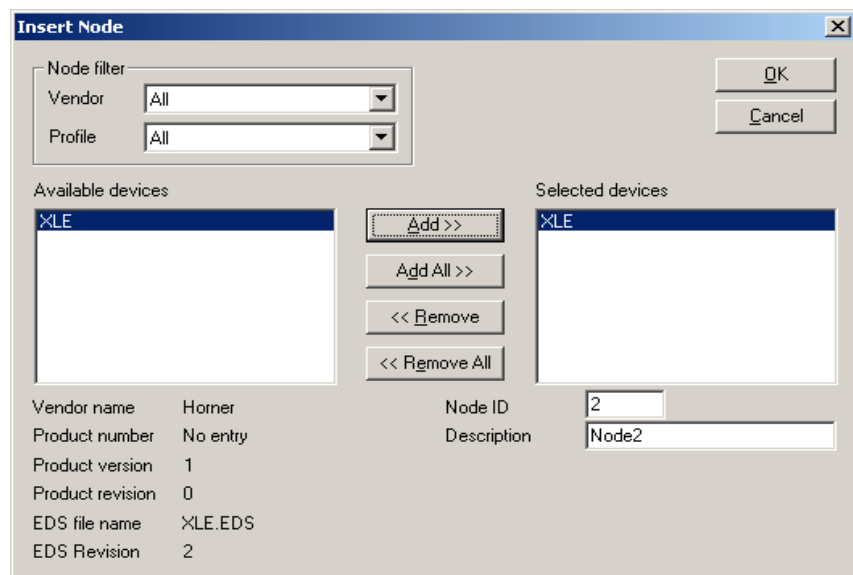 Insert Node
Node filter
Vendor All
Profile All
OK
Cancel
Available devices
XLE
Add >>
Add All >>
<< Remove
<< Remove All
Selected devices
XLE
Vendor name Horner
Product number No entry
Product version 1
Product revision 0
EDS file name XLE.EDS
EDS Revision 2
Node ID 2
Description Node2